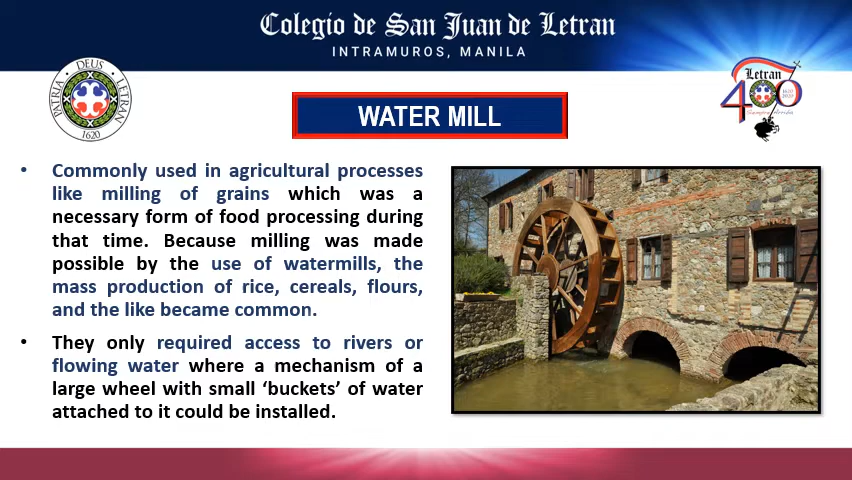 Colegio de San Juan de Letran
INTRAMUROS, MANILA
DEUS
PATRIA
LETRAN
1620
Letran
400
WATER MILL
• Commonly used in agricultural processes
like milling of grains which was a
necessary form of food processing during
that time. Because milling was made
possible by the use of watermills, the
mass production of rice, cereals, flours,
and the like became common.
• They only required access to rivers or
flowing water where a mechanism of a
large wheel with small ‘buckets’ of water
attached to it could be installed.